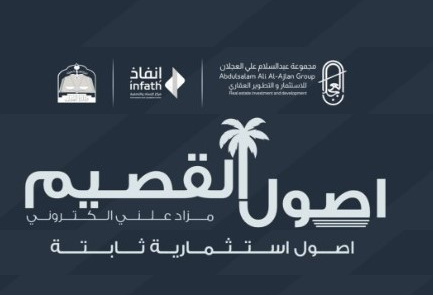 مجموعة عبدالسلام علي العجلان
Abdulsalam Ali Al-Ajlan Group
للاستثمار و التطوير العقاري
Real estate investment and development
إنفاذ
infath
اصول القصيم
مزاد علني الكتروني
اصول استثمارية ثابتة